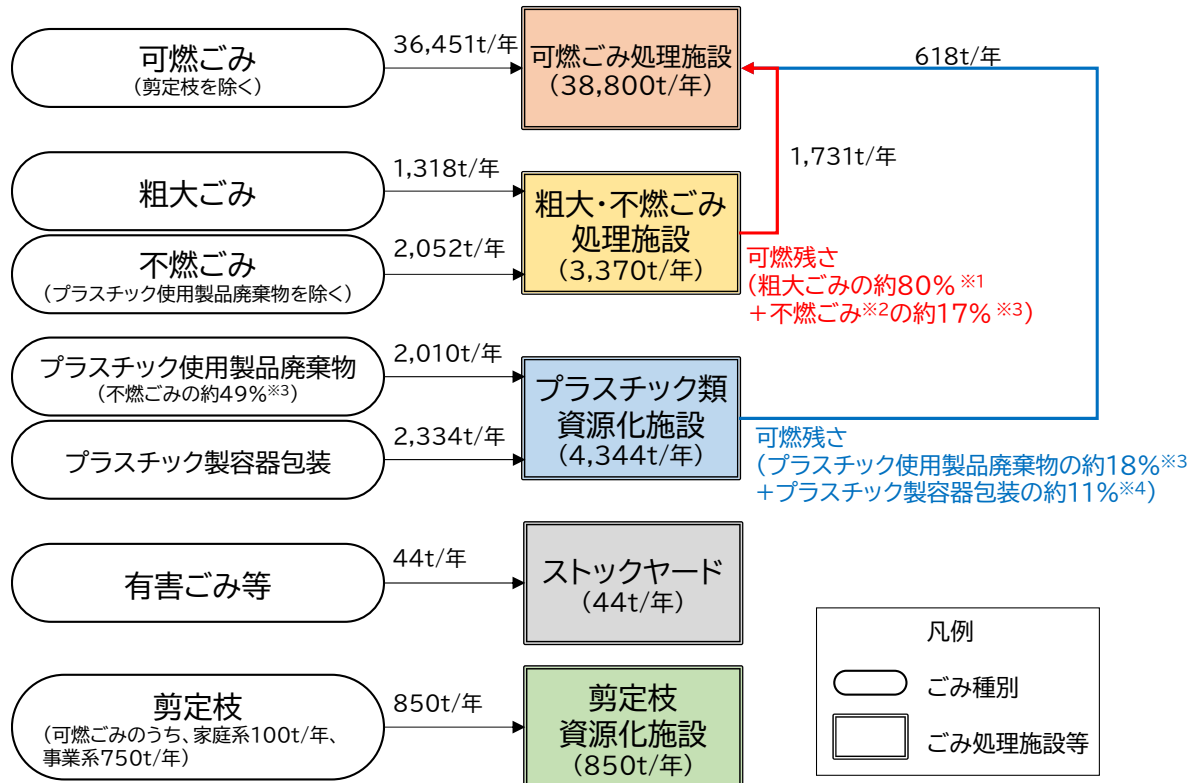 可燃ごみ
(剪定枝を除く)
36,451t/年
可燃ごみ処理施設
(38,800t/年)
618t/年
1,731t/年
粗大ごみ
1,318t/年
粗大・不燃ごみ
処理施設
(3,370t/年)
不燃ごみ
(プラスチック使用製品廃棄物を除く)
2,052t/年
可燃残さ
(粗大ごみの約80%※1
+不燃ごみ※2の約17%※3)
プラスチック使用製品廃棄物
(不燃ごみの約49%※3)
2,010t/年
プラスチック類
資源化施設
(4,344t/年)
プラスチック製容器包装
2,334t/年
可燃残さ
(プラスチック使用製品廃棄物の約18%※3
+プラスチック製容器包装の約11%※4)
有害ごみ等
44t/年
ストックヤード
(44t/年)
剪定枝
(可燃ごみのうち、家庭系100t/年、
事業系750t/年)
850t/年
剪定枝
資源化施設
(850t/年)
凡例
ごみ種別
ごみ処理施設等